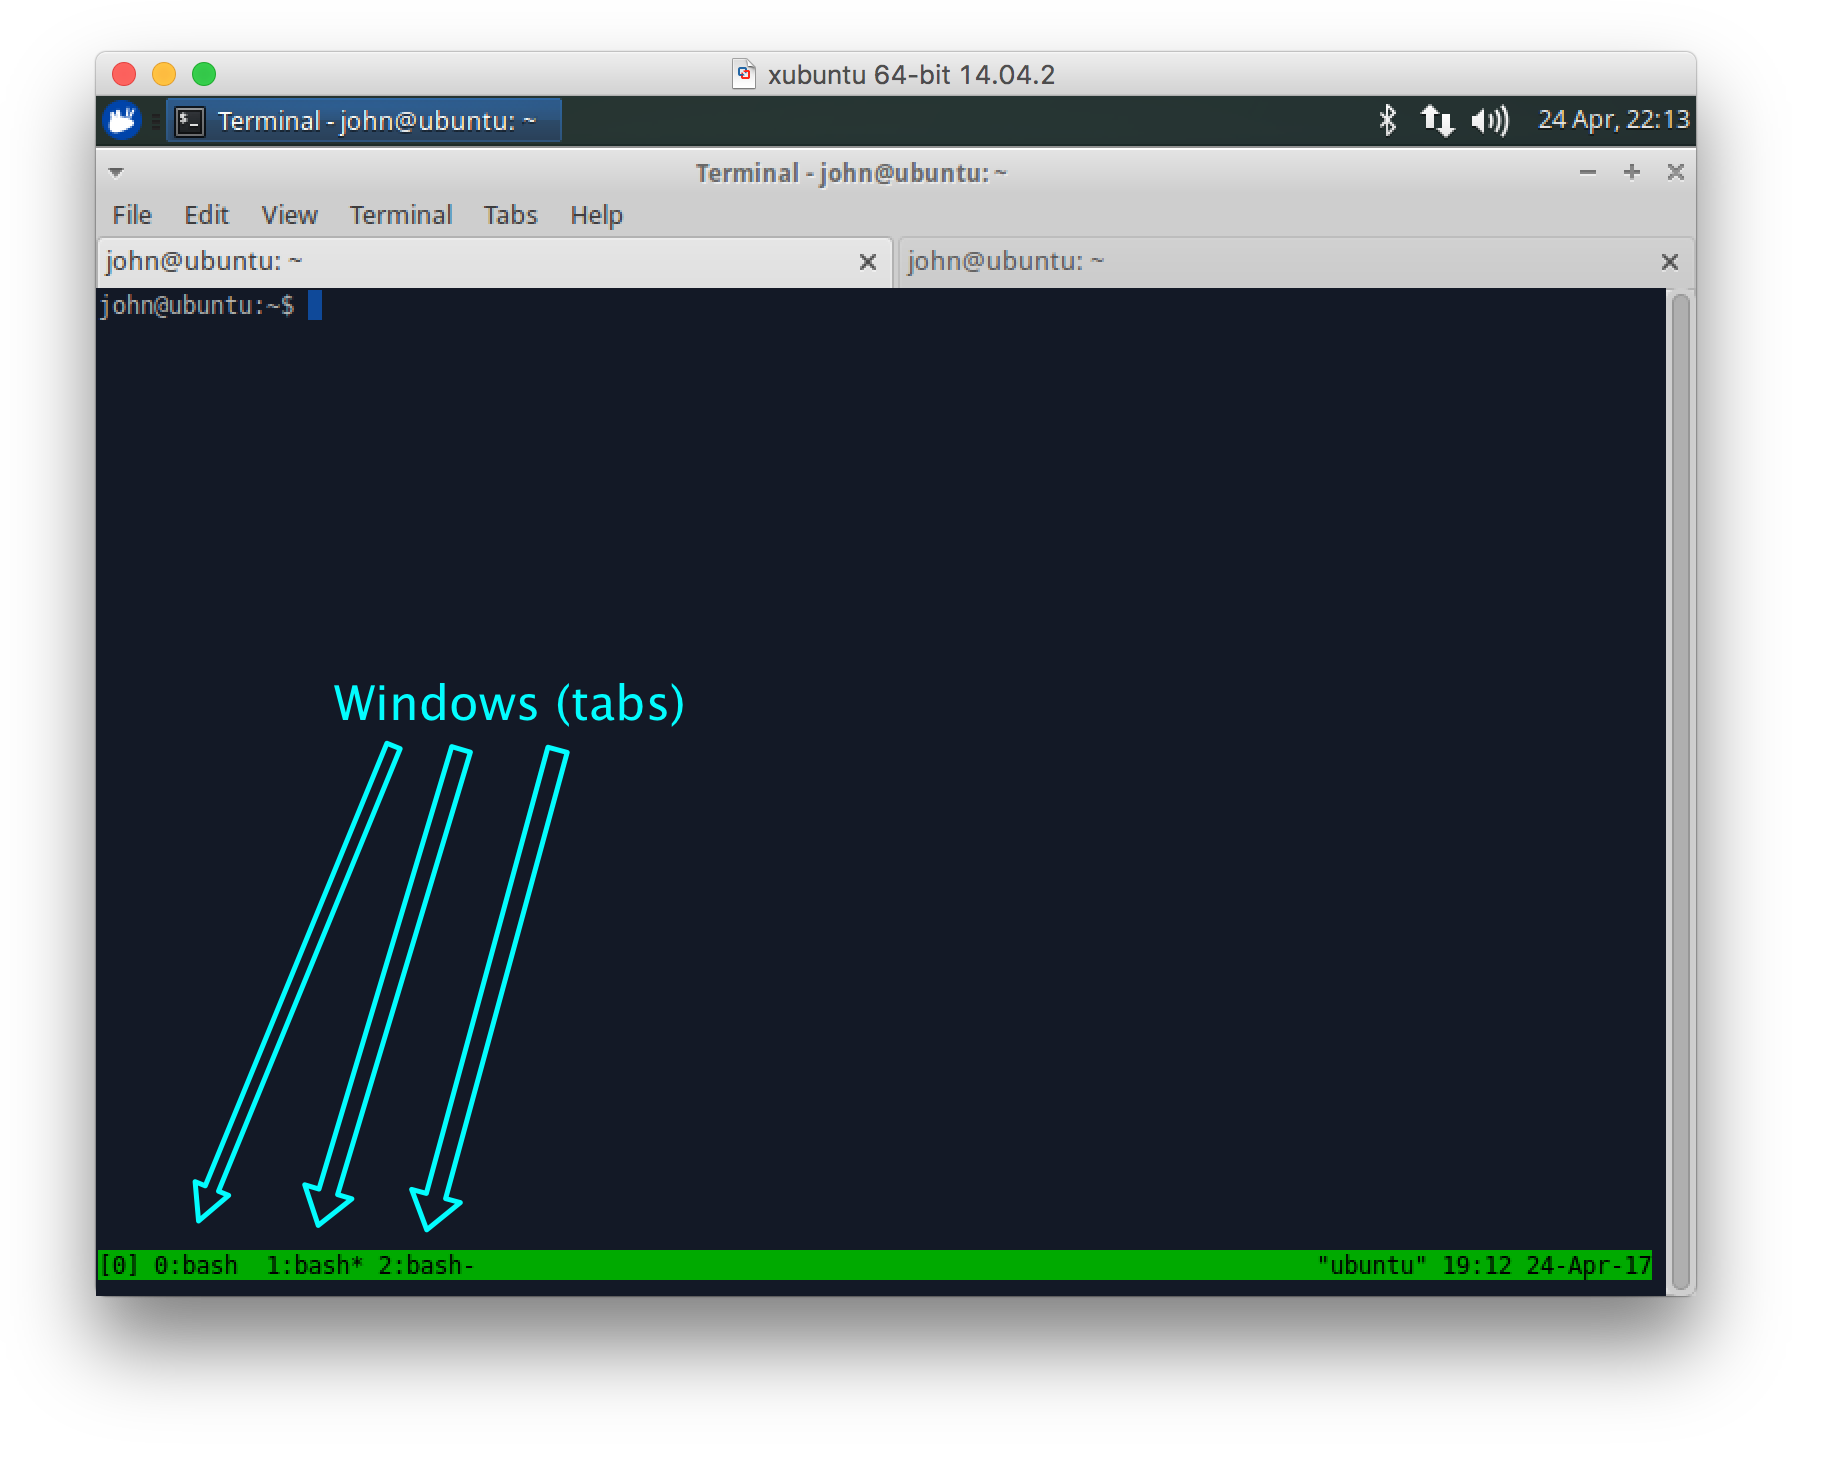 xubuntu 64-bit 14.04.2
Terminal - john@ubuntu: ~ 24 Apr, 22:13
Terminal - john@ubuntu: ~
File Edit View Terminal Tabs Help
john@ubuntu: ~ john@ubuntu: ~
john@ubuntu:~$
Windows (tabs)
[0] 0:bash  1:bash* 2:bash- "ubuntu" 19:12 24-Apr-17